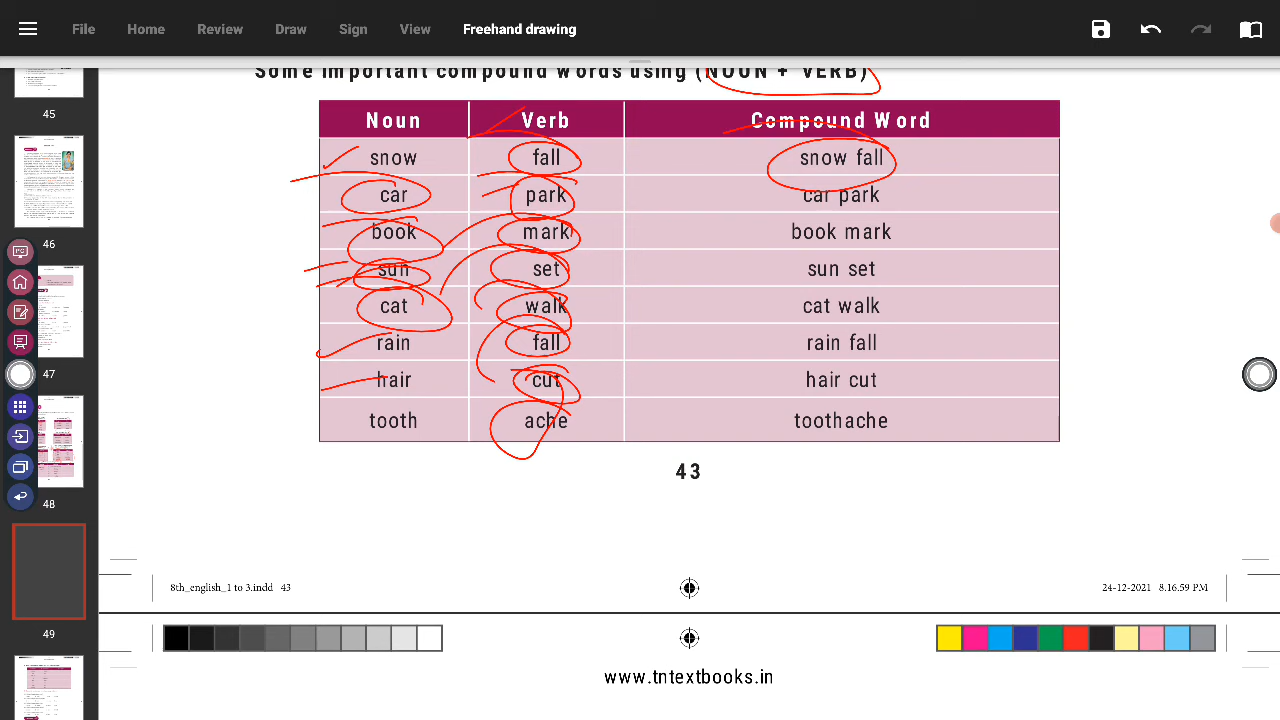 File Home Review Draw Sign View Freehand drawing
Some important compound words using (NOUN + VERB)
Noun Verb Compound Word
snow fall snow fall
car park car park
book mark book mark
sun set sun set
cat walk cat walk
rain fall rain fall
hair cut hair cut
tooth ache toothache
43
45
46
47
48
49
PC
8th_english_1 to 3.indd 43
24-12-2021 8.16.59 PM
www.tntextbooks.in